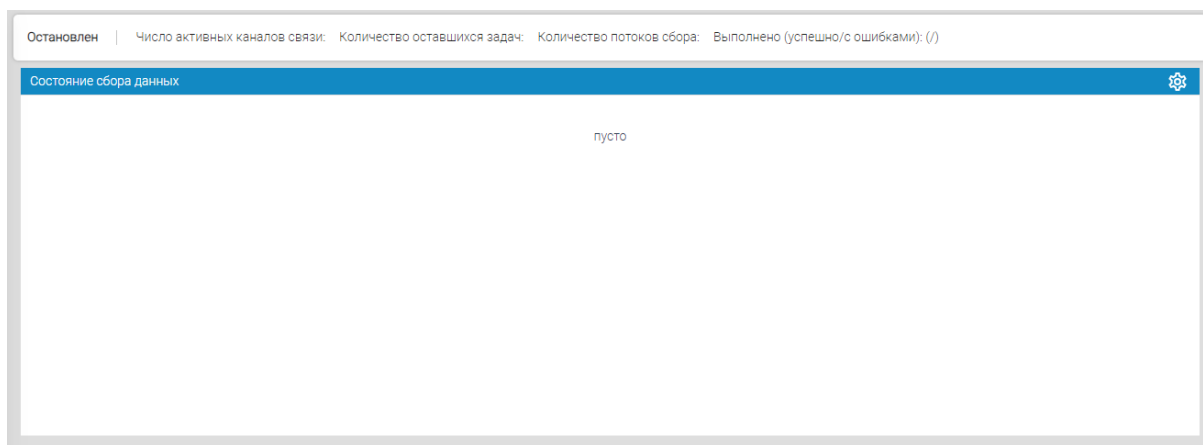 Остановлен Число активных каналов связи: Количество оставшихся задач: Количество потоков сбора: Выполнено (успешно/с ошибками): (/)
Состояние сбора данных
пусто